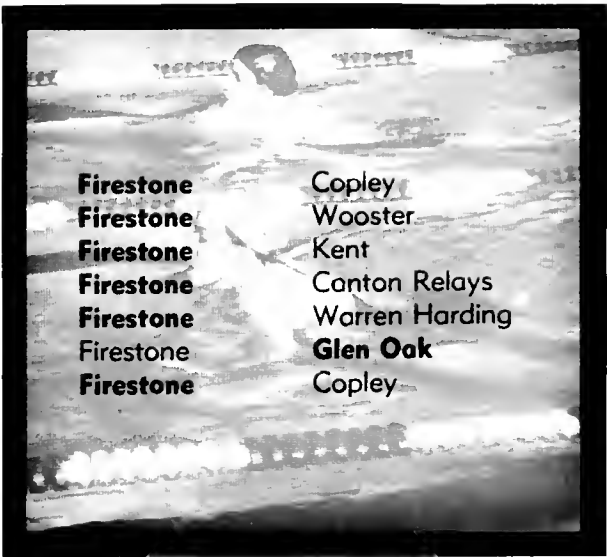 Firestone Copley
Firestone Wooster
Firestone Kent
Firestone Canton Relays
Firestone Warren Harding
Firestone Glen Oak
Firestone Copley